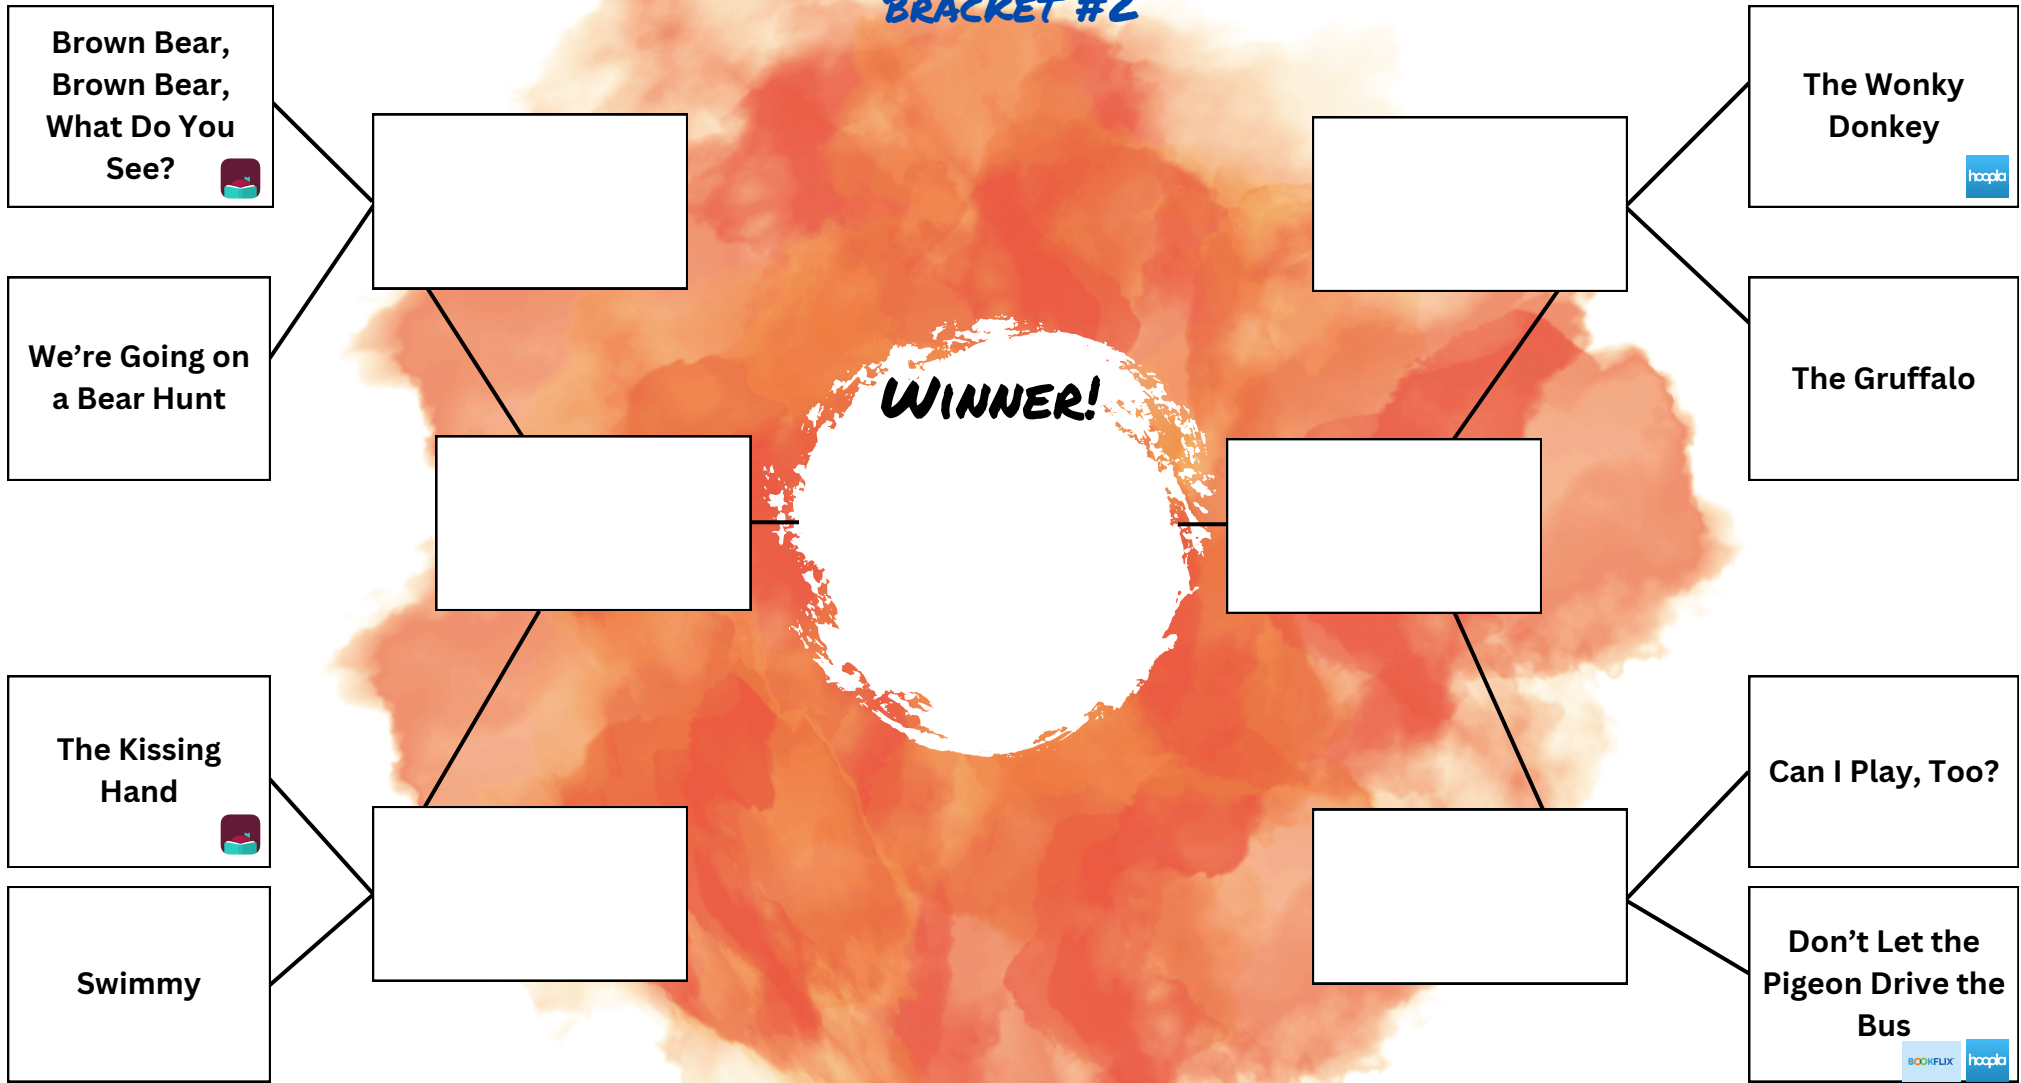 BRACKET #2
Brown Bear,
Brown Bear,
What Do You
See?
We're Going on
a Bear Hunt
The Kissing
Hand
Swimmy
WINNER!
The Wonky
Donkey
hoopla
The Gruffalo
Can I Play, Too?
Don't Let the
Pigeon Drive the
Bus
BOOKFLIX
hoopla